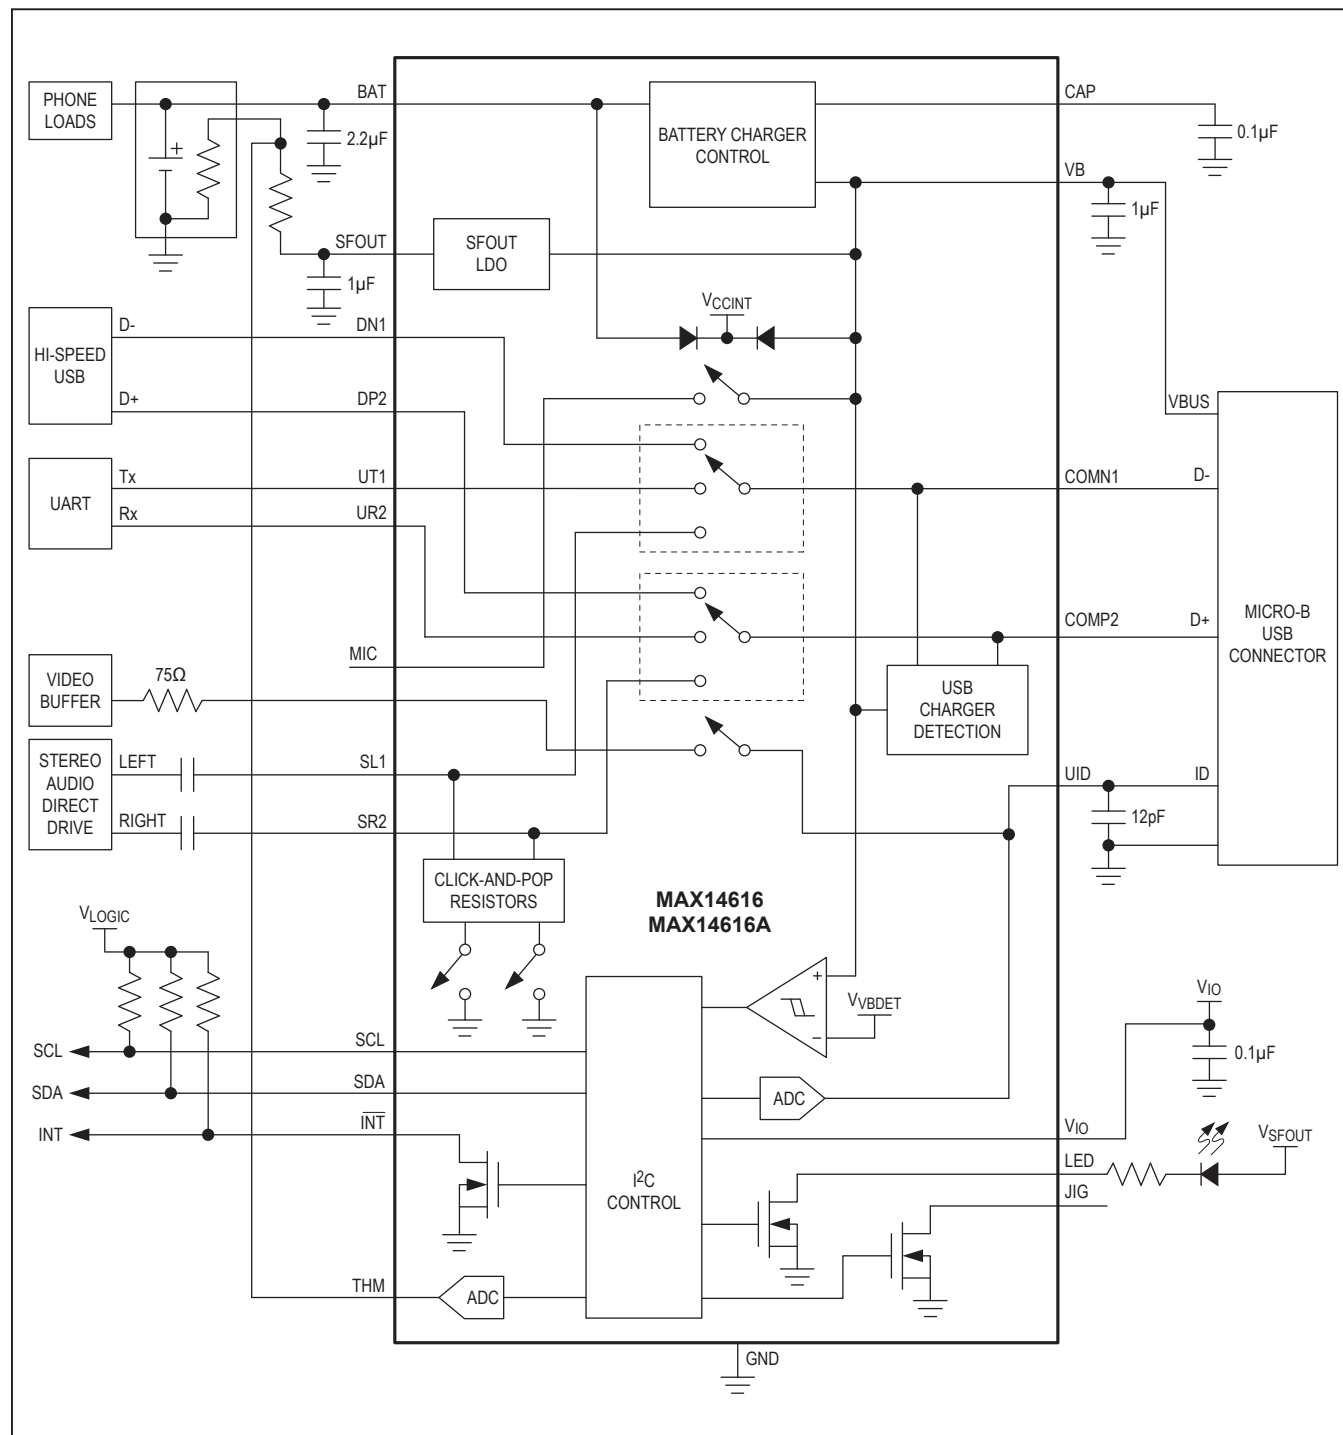 PHONE
LOADS
BAT
2.2µF
+
BATTERY CHARGER
CONTROL
CAP
0.1µF
VB
1µF
SFOUT
1µF
SFOUT
LDO
VCCINT
HI-SPEED
USB
D-
DN1
D+
DP2
VBUS
UART
Tx
UT1
Rx
UR2
COMN1
D-
COMP2
D+
MICRO-B
USB
CONNECTOR
MIC
VIDEO
BUFFER
75Ω
USB
CHARGER
DETECTION
STEREO
AUDIO
DIRECT
DRIVE
LEFT
SL1
RIGHT
SR2
UID
ID
12pF
CLICK-AND-POP
RESISTORS
MAX14616
MAX14616A
VLOGIC
+
-
VVBDET
VIO
0.1µF
SCL
SCL
SDA
SDA
INT
INT
ADC
VIO
LED
VSFOUT
JIG
I2C
CONTROL
THM
ADC
GND